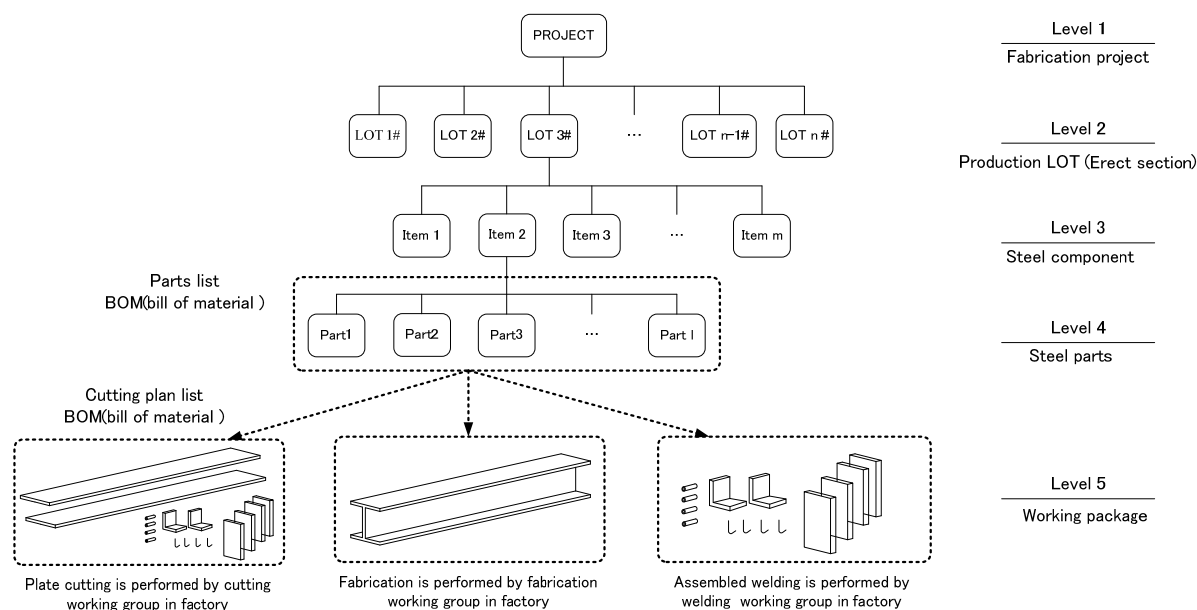 PROJECT
Level 1
Fabrication project
LOT 1#
LOT 2#
LOT 3#
...
LOT n-1#
LOT n #
Level 2
Production LOT (Erect section)
Item 1
Item 2
Item 3
...
Item m
Level 3
Steel component
Parts list
BOM(bill of material )
Part1
Part2
Part3
...
Part l
Level 4
Steel parts
Cutting plan list
BOM(bill of material )
Level 5
Working package
Plate cutting is performed by cutting
working group in factory
Fabrication is performed by fabrication
working group in factory
Assembled welding is performed by
welding working group in factory